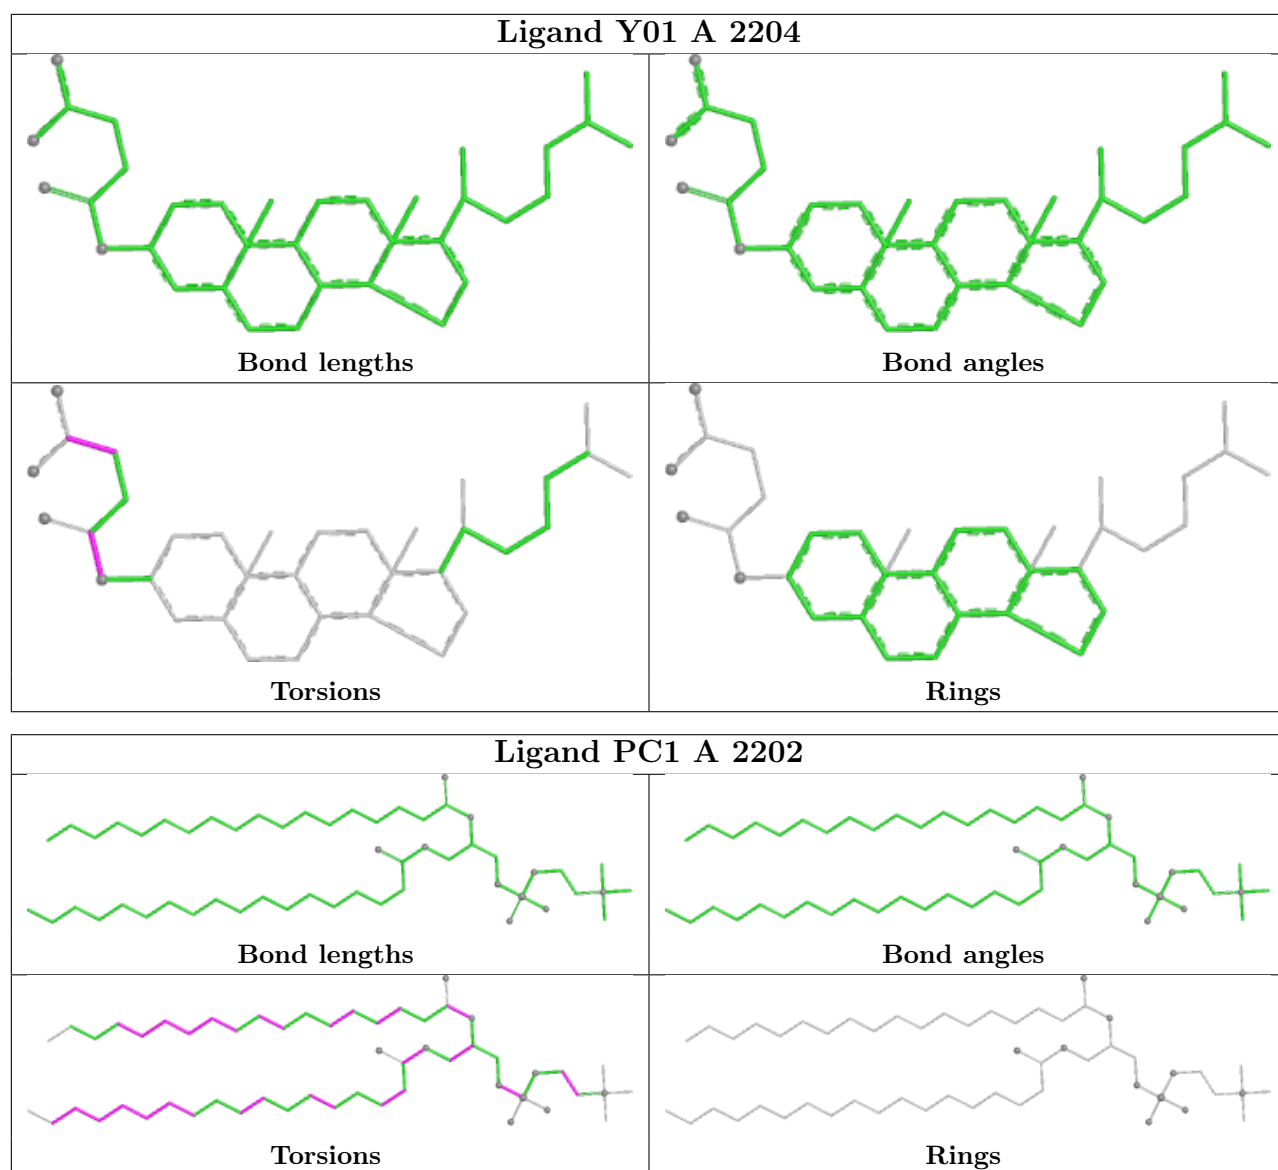 Ligand Y01 A 2204
Bond lengths
Bond angles
Torsions
Rings
Ligand PC1 A 2202
Bond lengths
Bond angles
Torsions
Rings